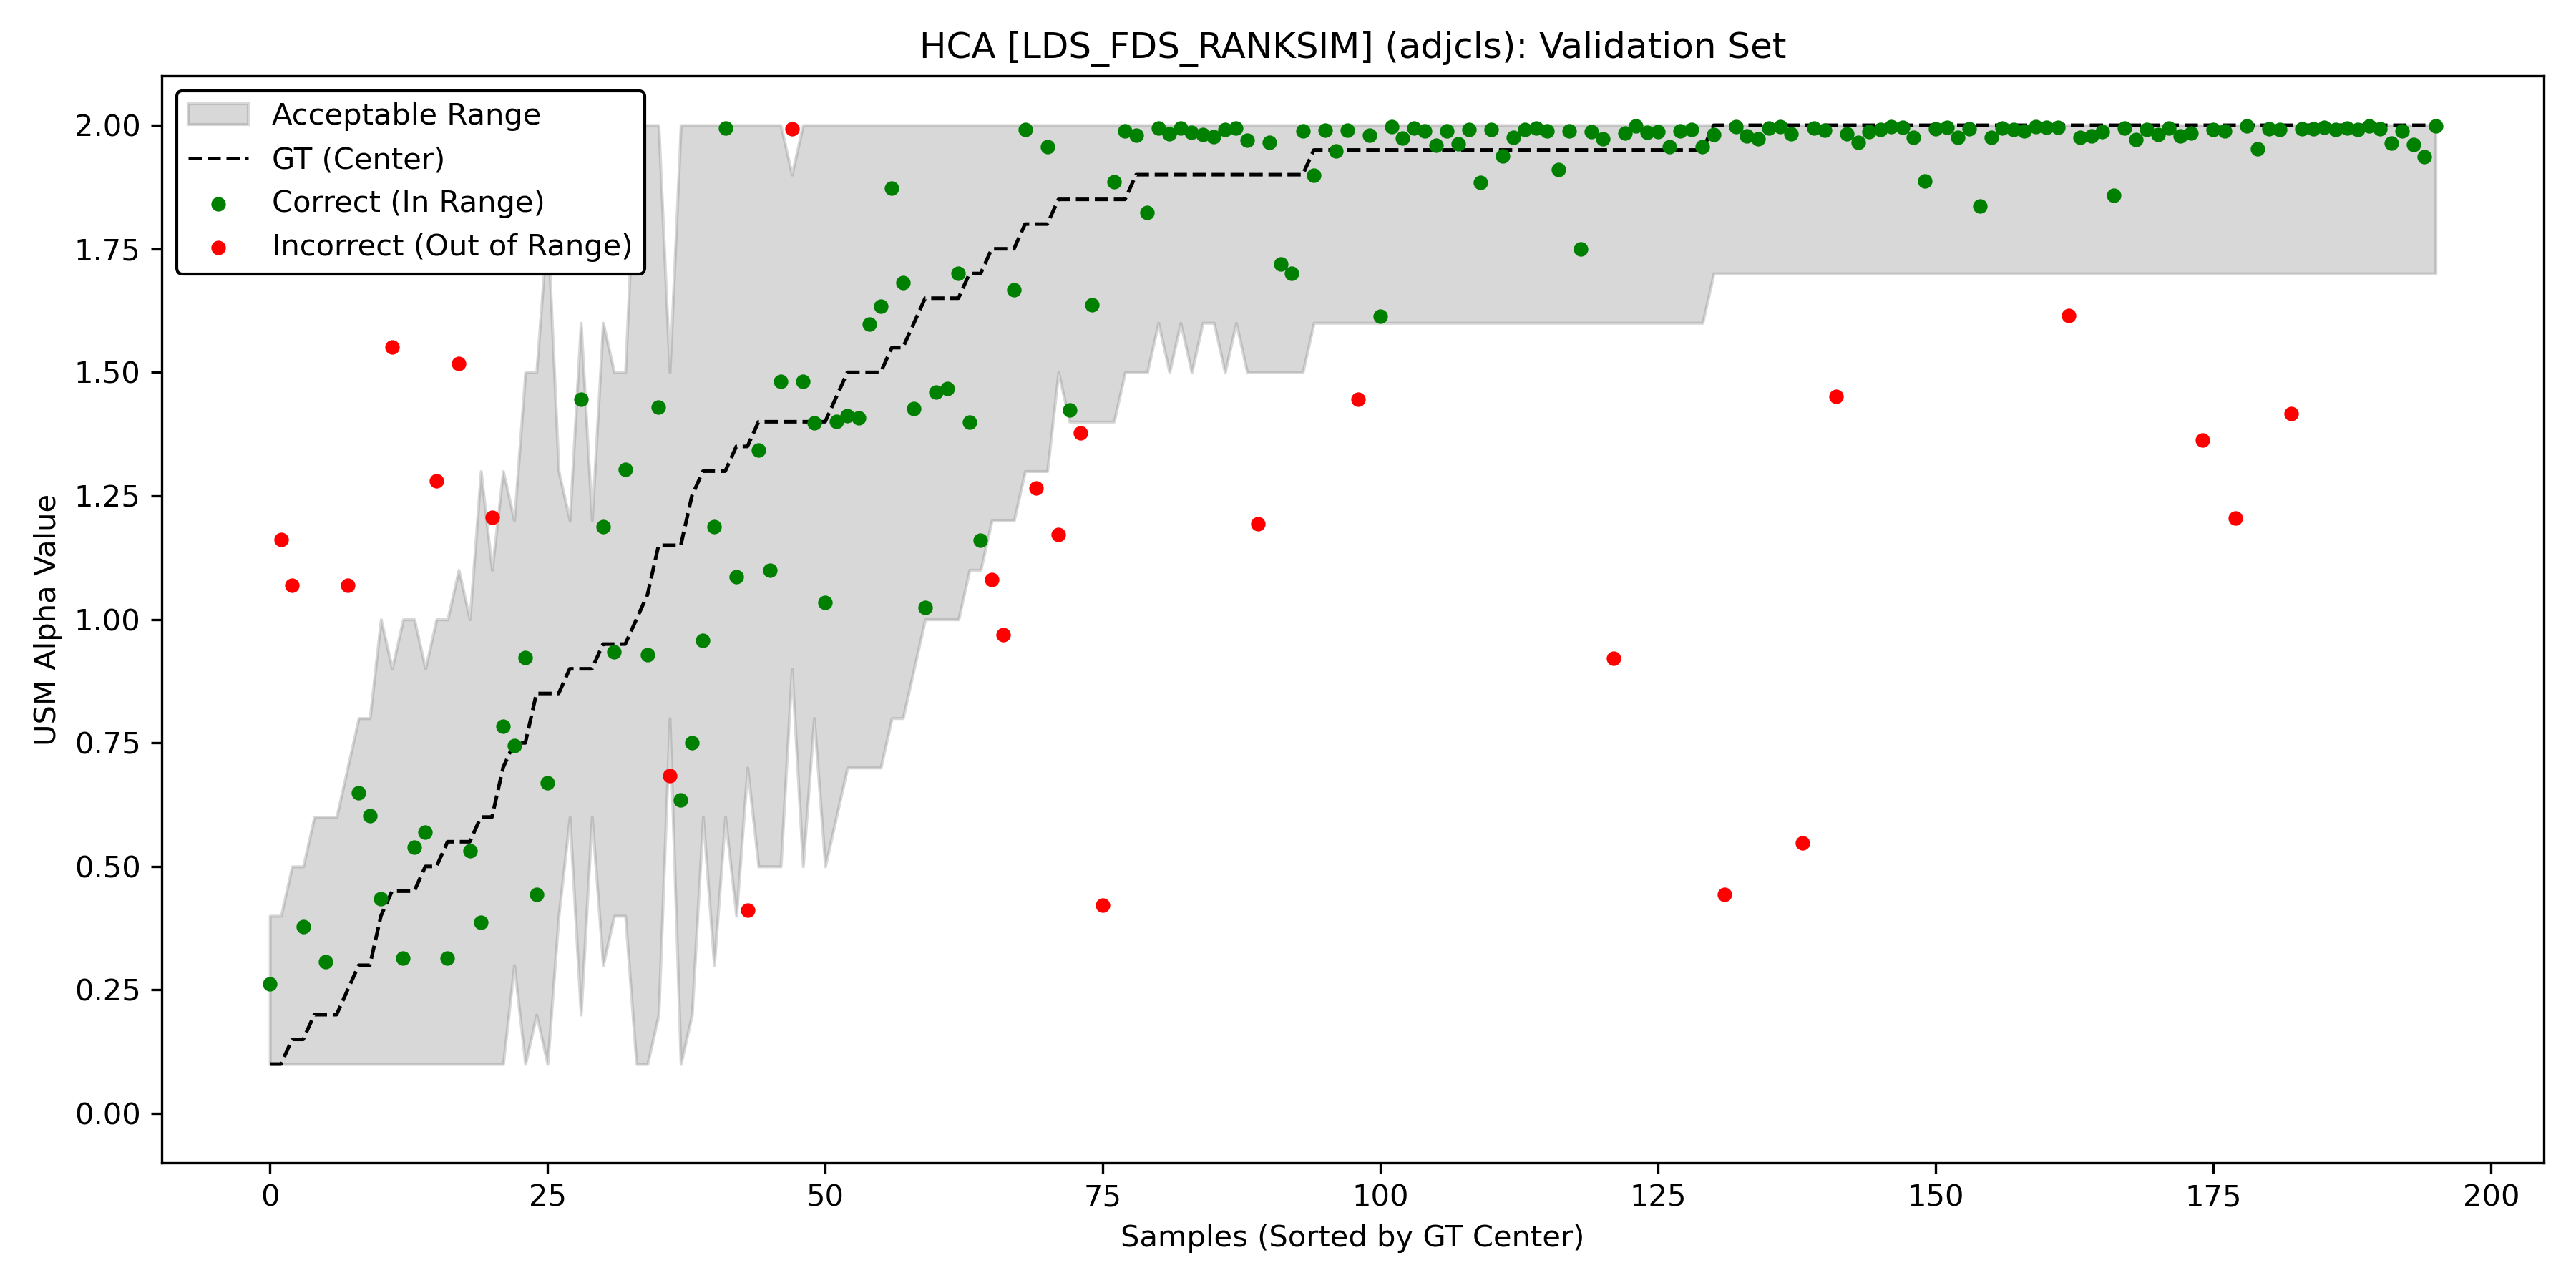 HCA [LDS_FDS_RANKSIM] (adjcls): Validation Set
Acceptable Range
GT (Center)
Correct (In Range)
Incorrect (Out of Range)
USM Alpha Value
2.00
1.75
1.50
1.25
1.00
0.75
0.50
0.25
0.00
0 25 50 75 100 125 150 175 200
Samples (Sorted by GT Center)